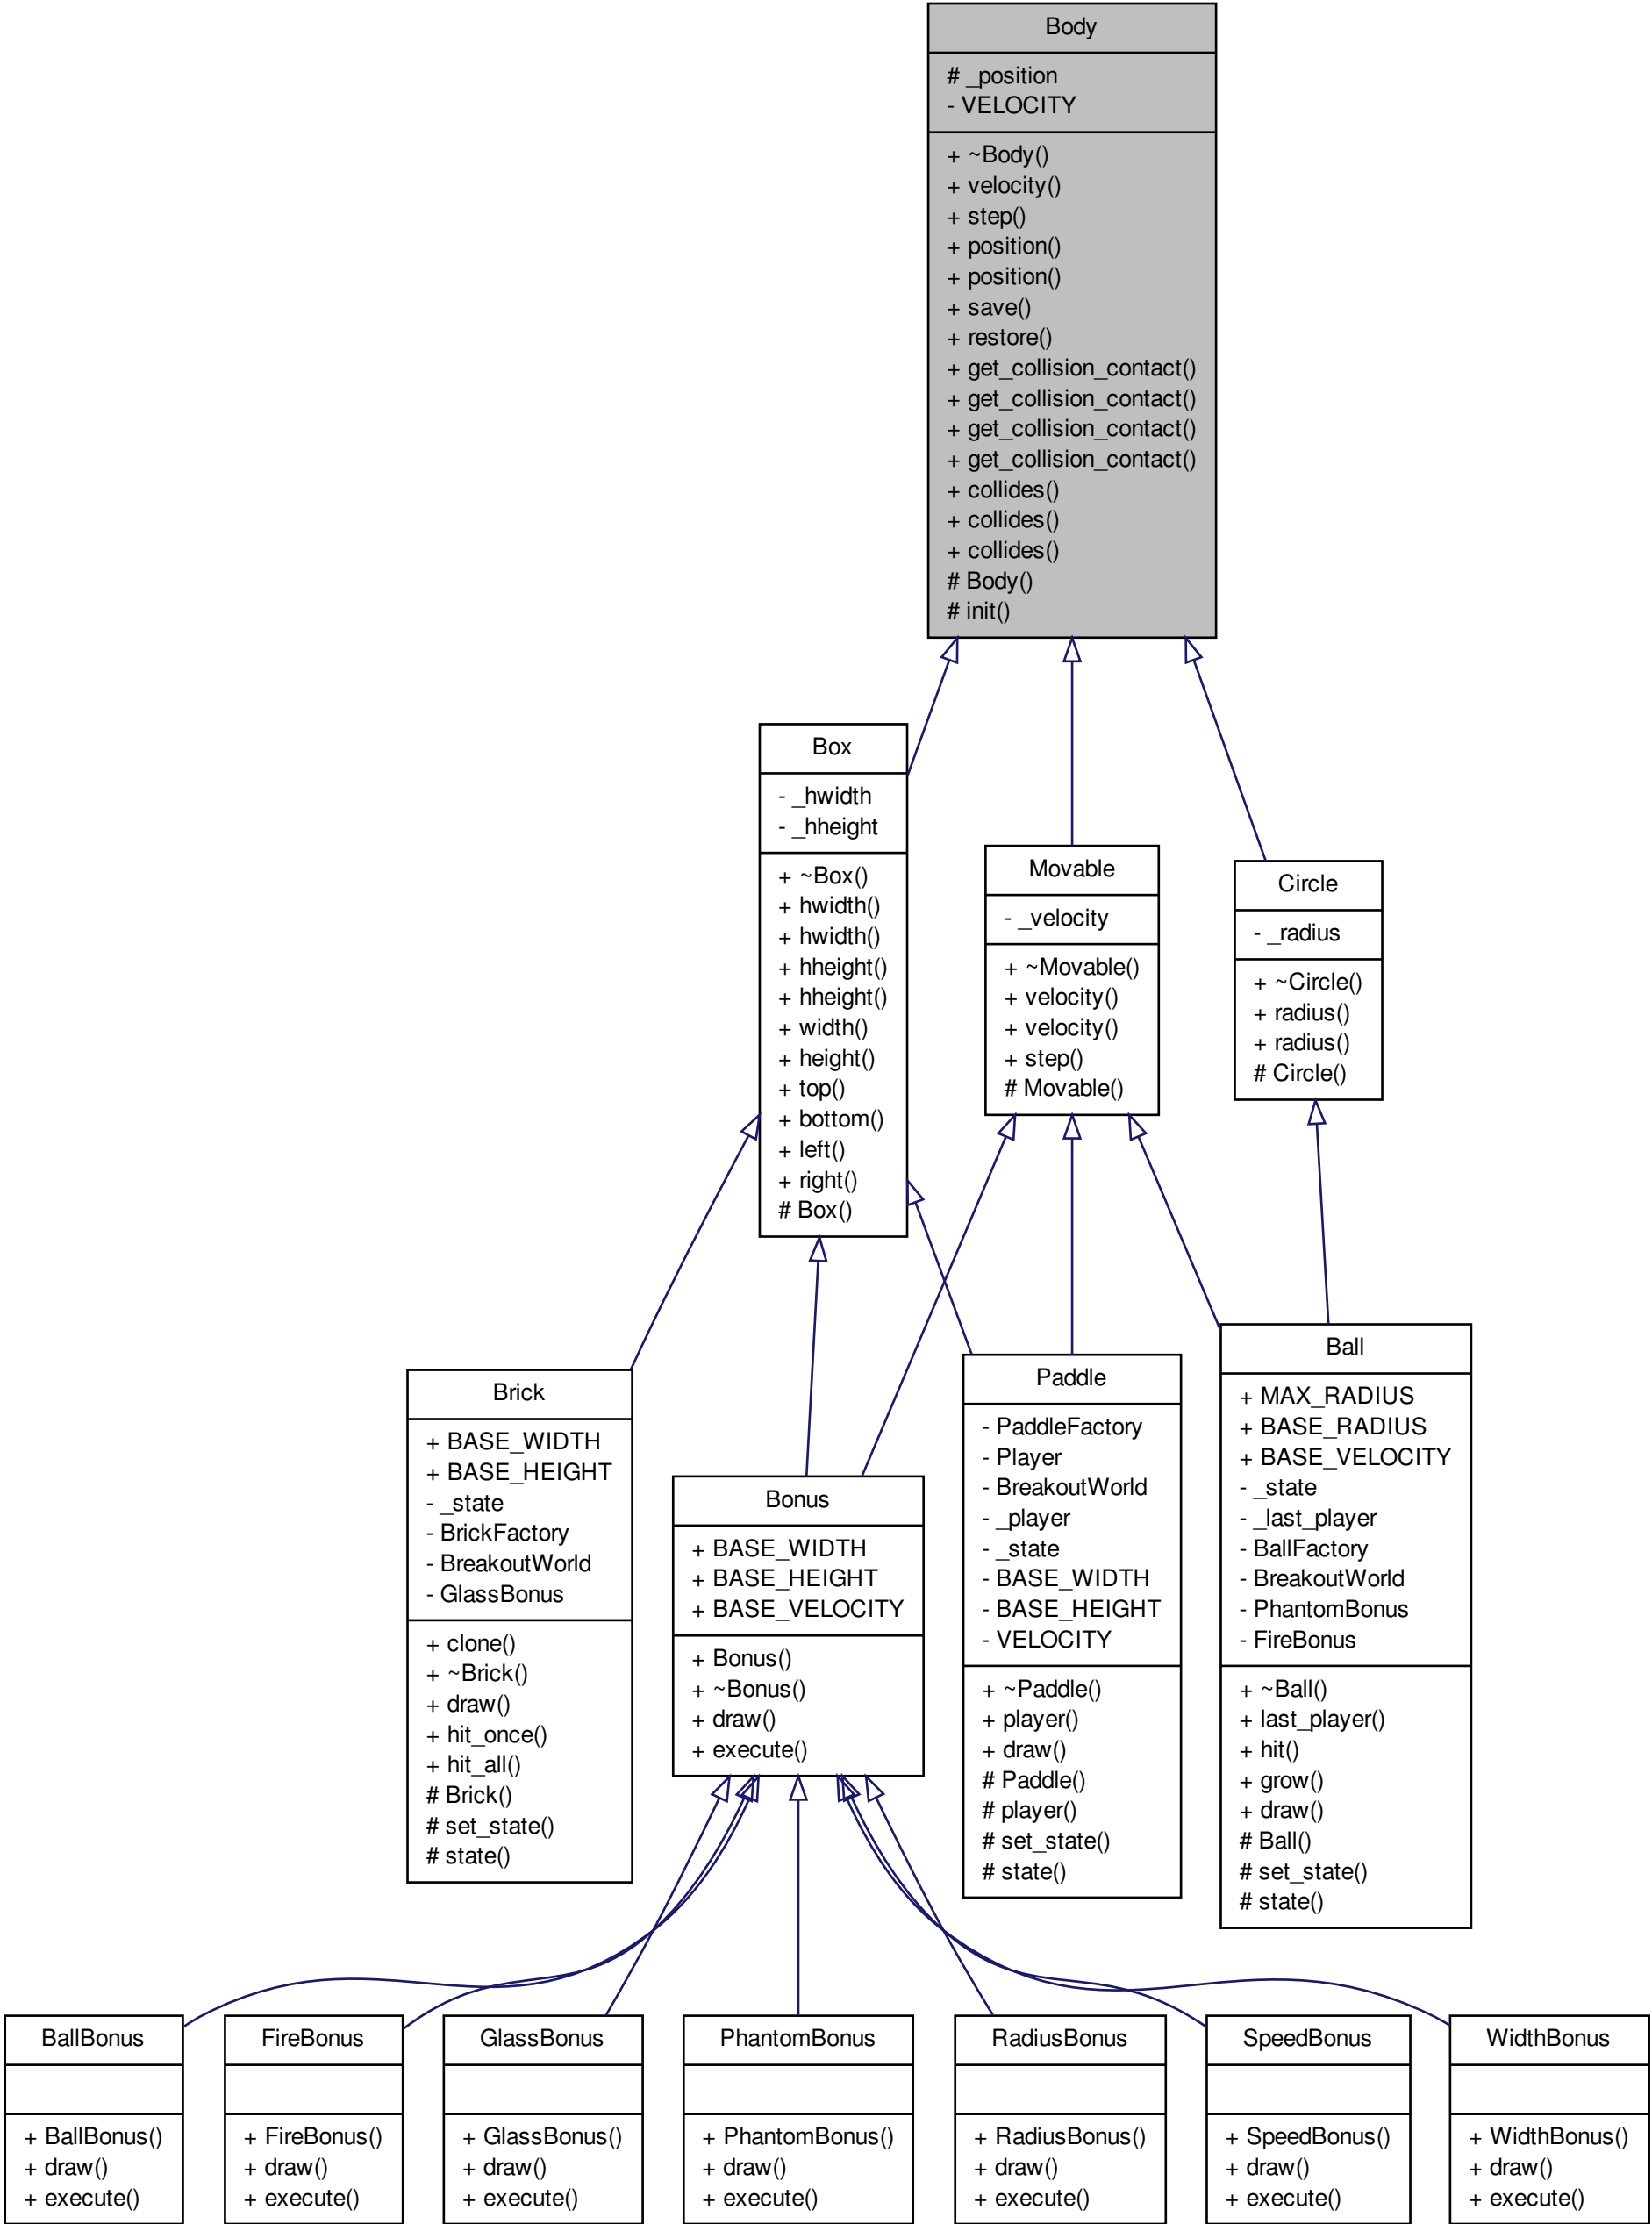 Body
# _position
- VELOCITY
+ ~Body()
+ velocity()
+ step()
+ position()
+ position()
+ save()
+ restore()
+ get_collision_contact()
+ get_collision_contact()
+ get_collision_contact()
+ get_collision_contact()
+ collides()
+ collides()
+ collides()
# Body()
# init()
Box
- _hwidth
- _hheight
+ ~Box()
+ hwidth()
+ hwidth()
+ hheight()
+ hheight()
+ width()
+ height()
+ top()
+ bottom()
+ left()
+ right()
# Box()
Movable
- _velocity
+ ~Movable()
+ velocity()
+ velocity()
+ step()
# Movable()
Circle
- _radius
+ ~Circle()
+ radius()
+ radius()
# Circle()
Brick
+ BASE_WIDTH
+ BASE_HEIGHT
- _state
- BrickFactory
- BreakoutWorld
- GlassBonus
+ clone()
+ ~Brick()
+ draw()
+ hit_once()
+ hit_all()
# Brick()
# set_state()
# state()
Bonus
+ BASE_WIDTH
+ BASE_HEIGHT
+ BASE_VELOCITY
+ Bonus()
+ ~Bonus()
+ draw()
+ execute()
Paddle
- PaddleFactory
- Player
- BreakoutWorld
- _player
- _state
- BASE_WIDTH
- BASE_HEIGHT
- VELOCITY
+ ~Paddle()
+ player()
+ draw()
# Paddle()
# player()
# set_state()
# state()
Ball
+ MAX_RADIUS
+ BASE_RADIUS
+ BASE_VELOCITY
- _state
- _last_player
- BallFactory
- BreakoutWorld
- PhantomBonus
- FireBonus
+ ~Ball()
+ last_player()
+ hit()
+ grow()
+ draw()
# Ball()
# set_state()
# state()
BallBonus
+ BallBonus()
+ draw()
+ execute()
FireBonus
+ FireBonus()
+ draw()
+ execute()
GlassBonus
+ GlassBonus()
+ draw()
+ execute()
PhantomBonus
+ PhantomBonus()
+ draw()
+ execute()
RadiusBonus
+ RadiusBonus()
+ draw()
+ execute()
SpeedBonus
+ SpeedBonus()
+ draw()
+ execute()
WidthBonus
+ WidthBonus()
+ draw()
+ execute()